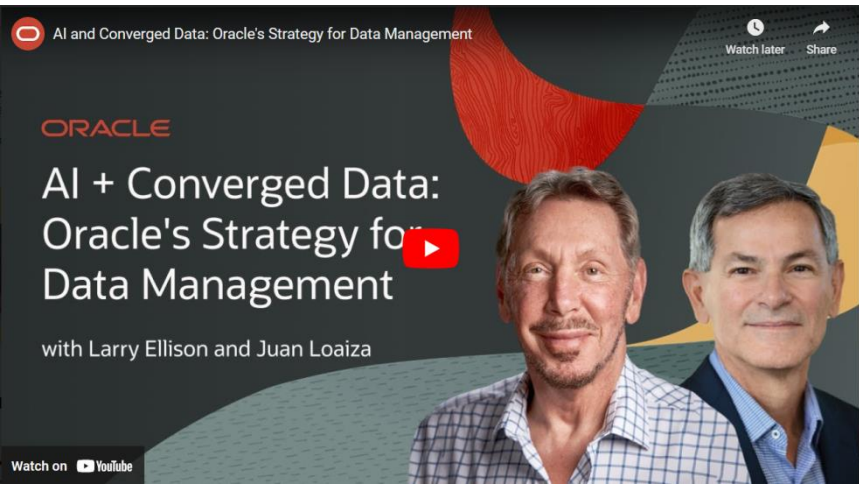 AI and Converged Data: Oracle's Strategy for Data Management
Watch later
Share
ORACLE
AI + Converged Data:
Oracle's Strategy for
Data Management
with Larry Ellison and Juan Loaiza
Watch on YouTube